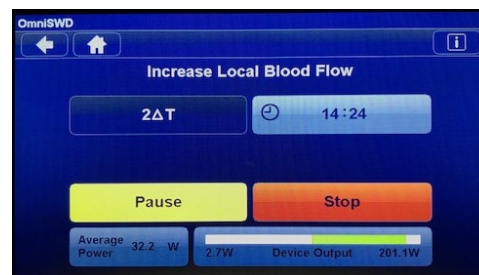 OmniSWD
i
Increase Local Blood Flow
2△T
14:24
Pause
Stop
Average
Power
32.2 W
2.7W
Device Output
201.1W